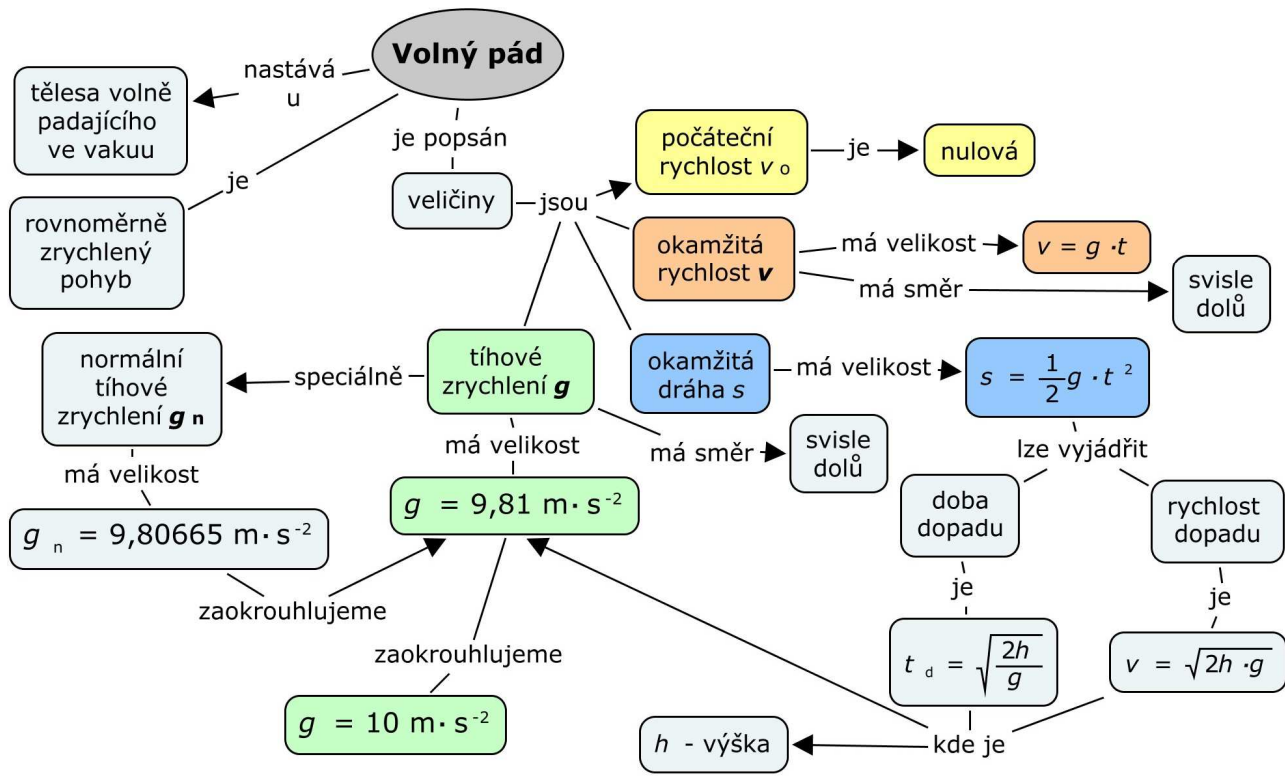 Volný pád
nastává
u
tělesa volně
padajícího
ve vakuu
je
rovnoměrně
zrychlený
pohyb
je popsán
veličiny
jsou
počáteční
rychlost v o
je
nulová
okamžitá
rychlost v
má velikost
v = g · t
má směr
svisle
dolů
okamžitá
dráha s
má velikost
s = 1/2 g · t ²
tíhové
zrychlení g
speciálně
normální
tíhové
zrychlení g n
má velikost
g n = 9,80665 m· s⁻²
zaokrouhlujeme
má velikost
g = 9,81 m· s⁻²
má směr
svisle
dolů
zaokrouhlujeme
g = 10 m· s⁻²
lze vyjádřit
doba
dopadu
je
t d = √(2h/g)
rychlost
dopadu
je
v = √(2h · g)
kde je
h - výška